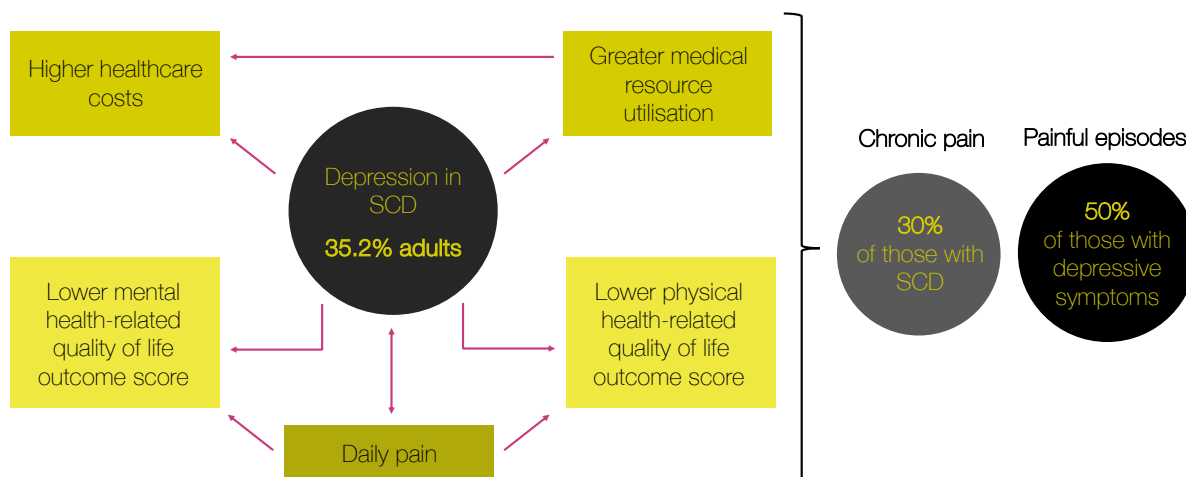 Higher healthcare
costs
Greater medical
resource
utilisation
Depression in
SCD
35.2% adults
Lower mental
health-related
quality of life
outcome score
Lower physical
health-related
quality of life
outcome score
Daily pain
Chronic pain
30%
of those with
SCD
Painful episodes
50%
of those with
depressive
symptoms